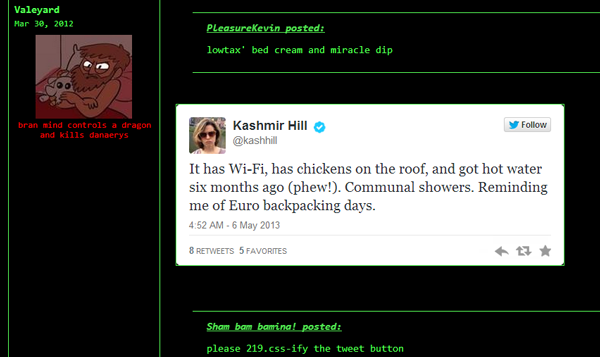 Valeyard
Mar 30, 2012
bram mind controls a dragon
and kills danaerys
PLeasureKevin posted:
lowtax' bed cream and miracle dip
Kashmir Hill
@kashhill
Follow
It has Wi-Fi, has chickens on the roof, and got hot water
six months ago (phew!). Communal showers. Reminding
me of Euro backpacking days.
4:52 AM - 6 May 2013
8 RETWEETS 5 FAVORITES
Sham bam bamina! posted:
please 219.css-ify the tweet button